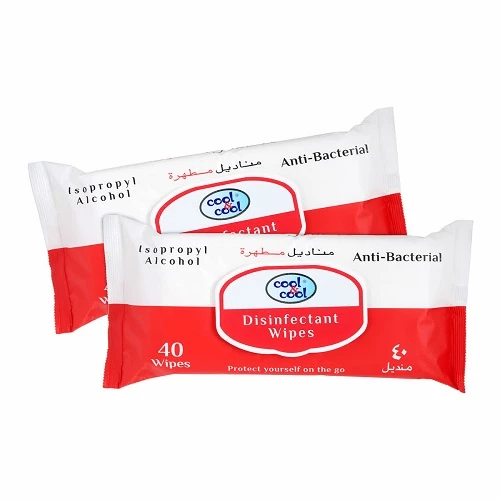 Isopropyl
Alcohol
مناديل مطهرة
Anti-Bacterial
cool
&
cool
Isopropyl
Alcohol
مناديل مطهرة
Anti-Bacterial
cool
&
cool
Disinfectant
Wipes
40
Wipes
٤٠
منديل
Protect yourself on the go